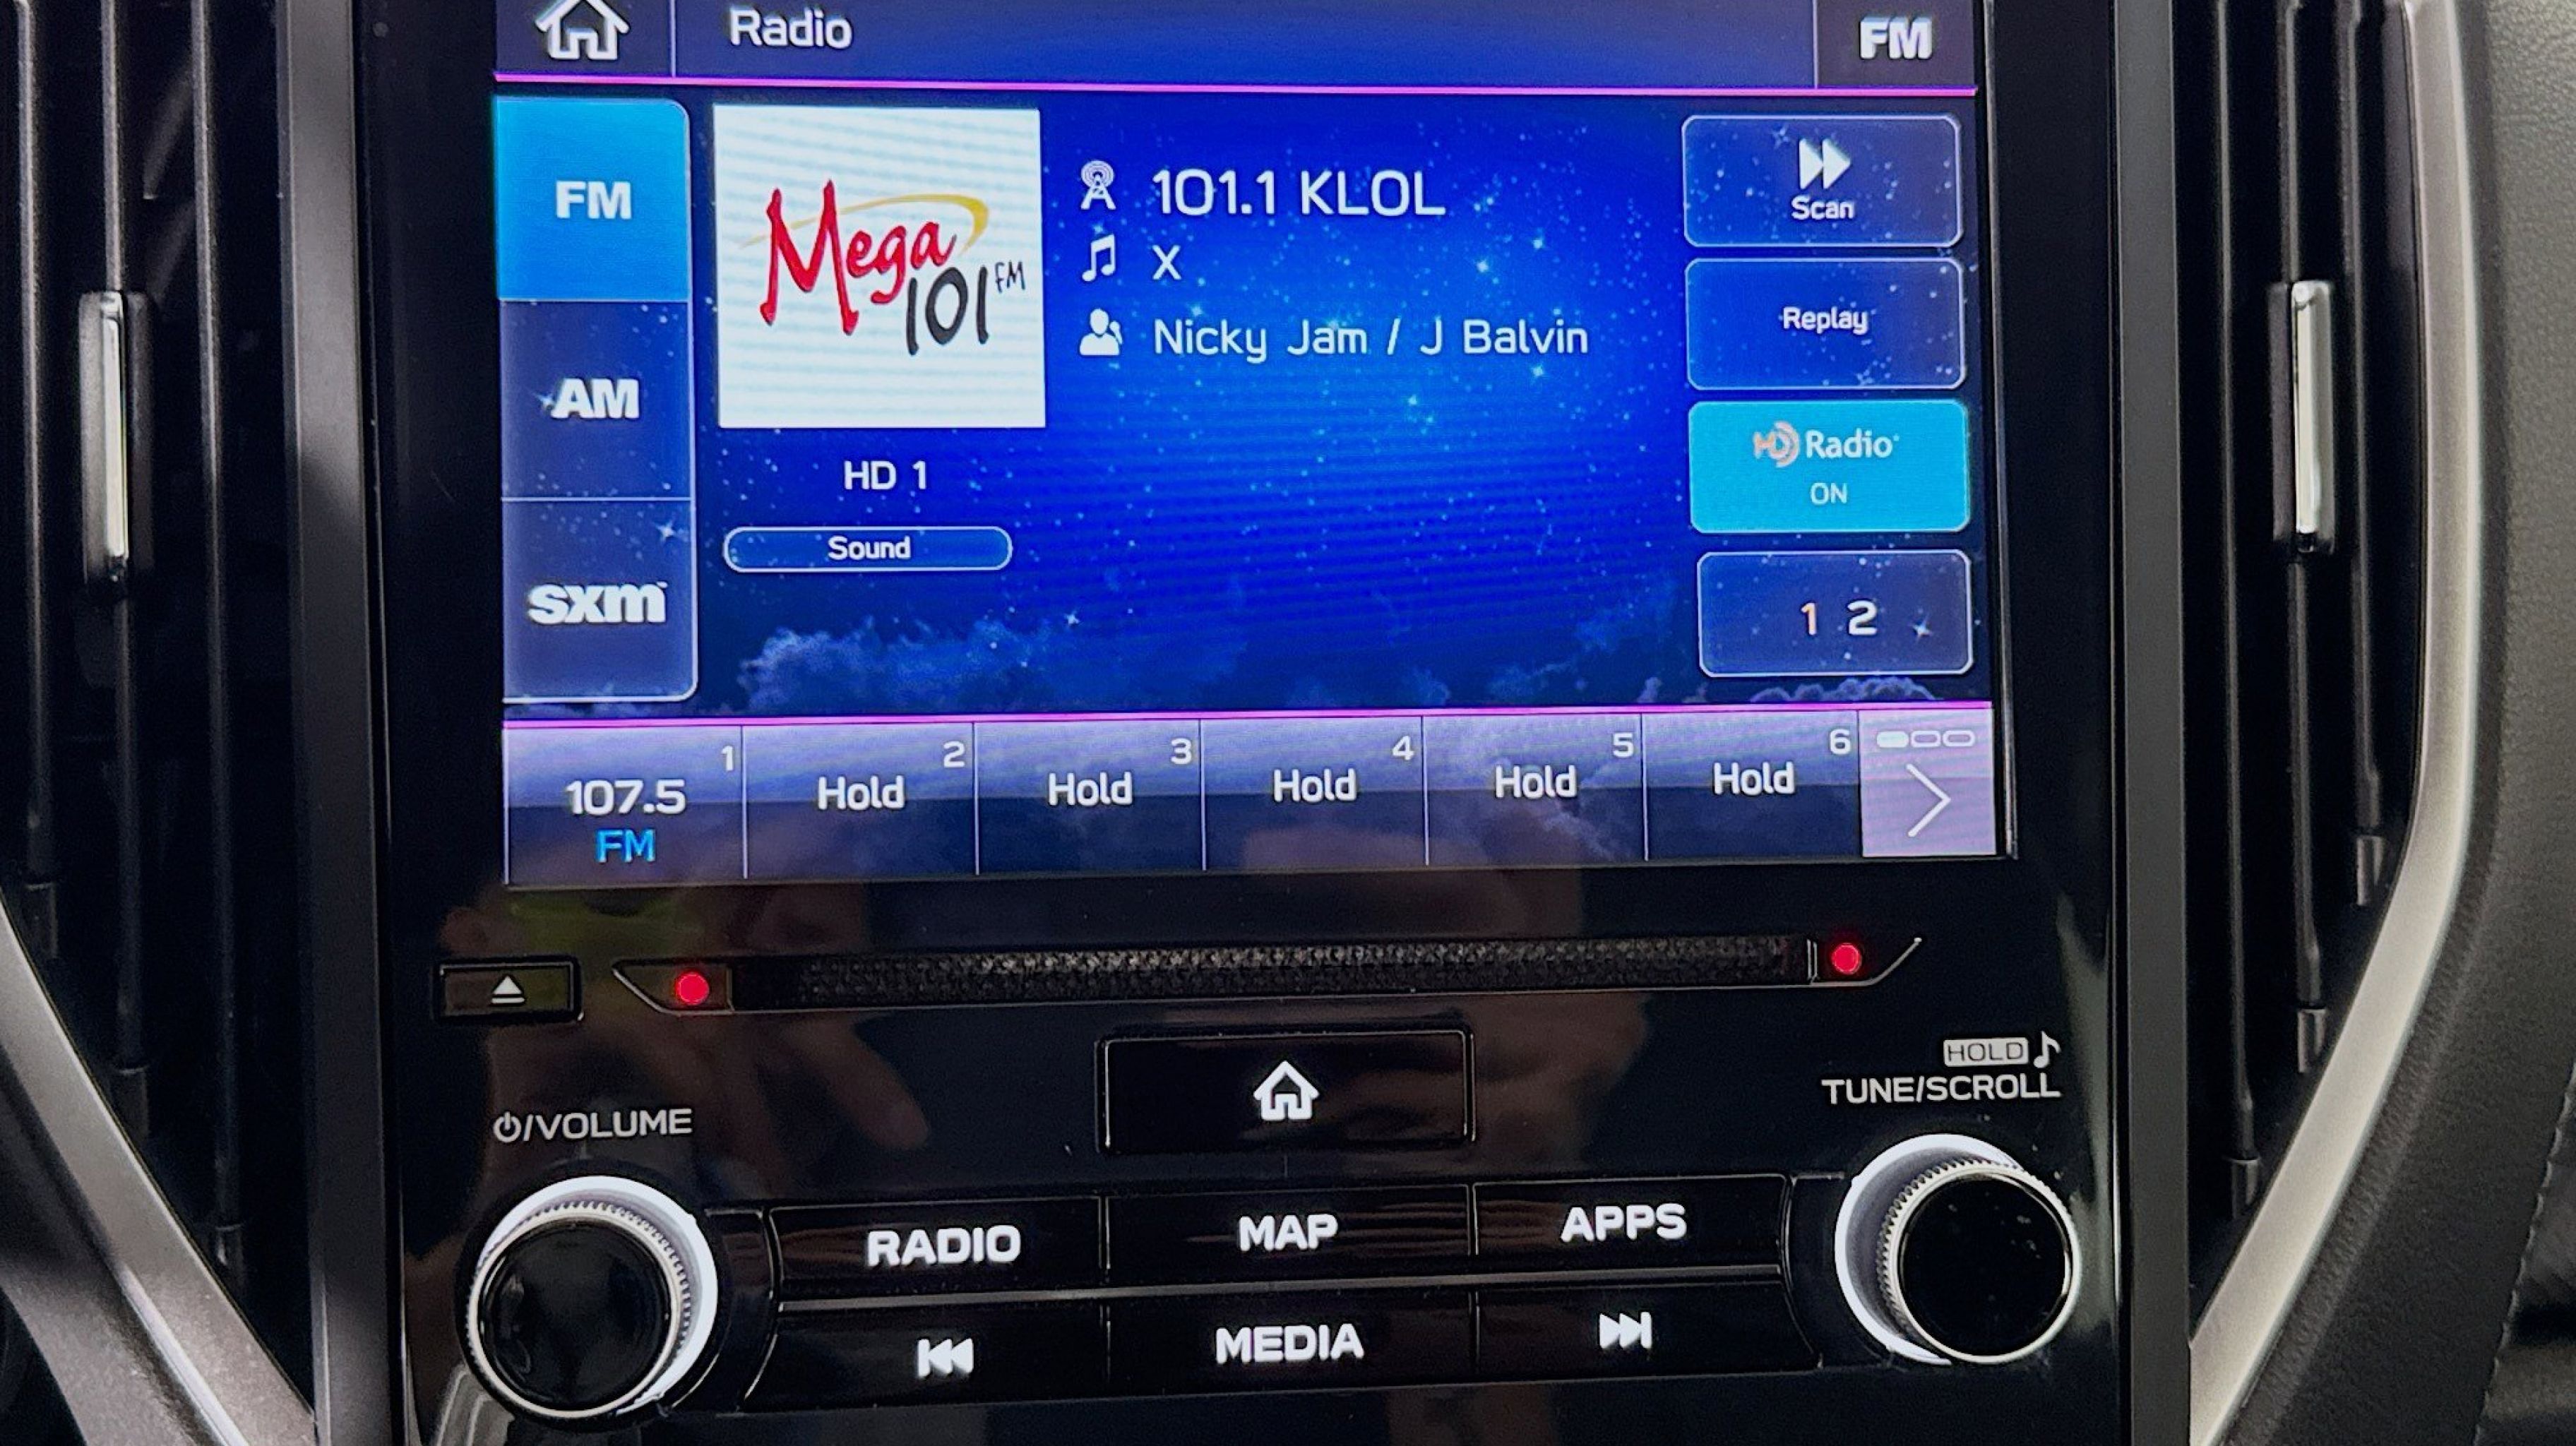 Radio
FM
FM
AM
sxm
Mega
101 FM
HD 1
Sound
101.1 KLOL
X
Nicky Jam / J Balvin
Scan
Replay
HD Radio
ON
1 2
1
107.5
FM
2
Hold
3
Hold
4
Hold
5
Hold
6
Hold
HOLD
TUNE/SCROLL
/VOLUME
RADIO
MAP
APPS
MEDIA